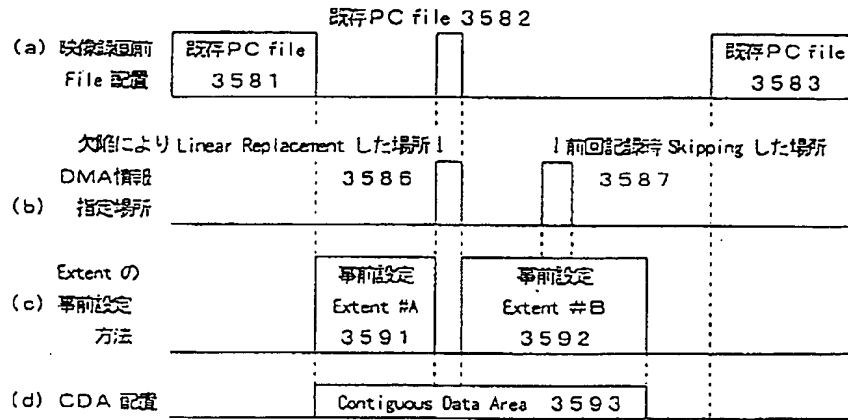 既存PC file 3582
(a) 映像録画前 既存PC file 既存PC file
File 配置 3581 3583
欠陥により Linear Replacement した場所↓ ↓前回記録時 Skipping した場所
DMA情報 3586 3587
(b) 指定場所
Extent の 事前設定 事前設定
(c) 事前設定 Extent #A Extent #B
方法 3591 3592
(d) CDA 配置 Contiguous Data Area 3593